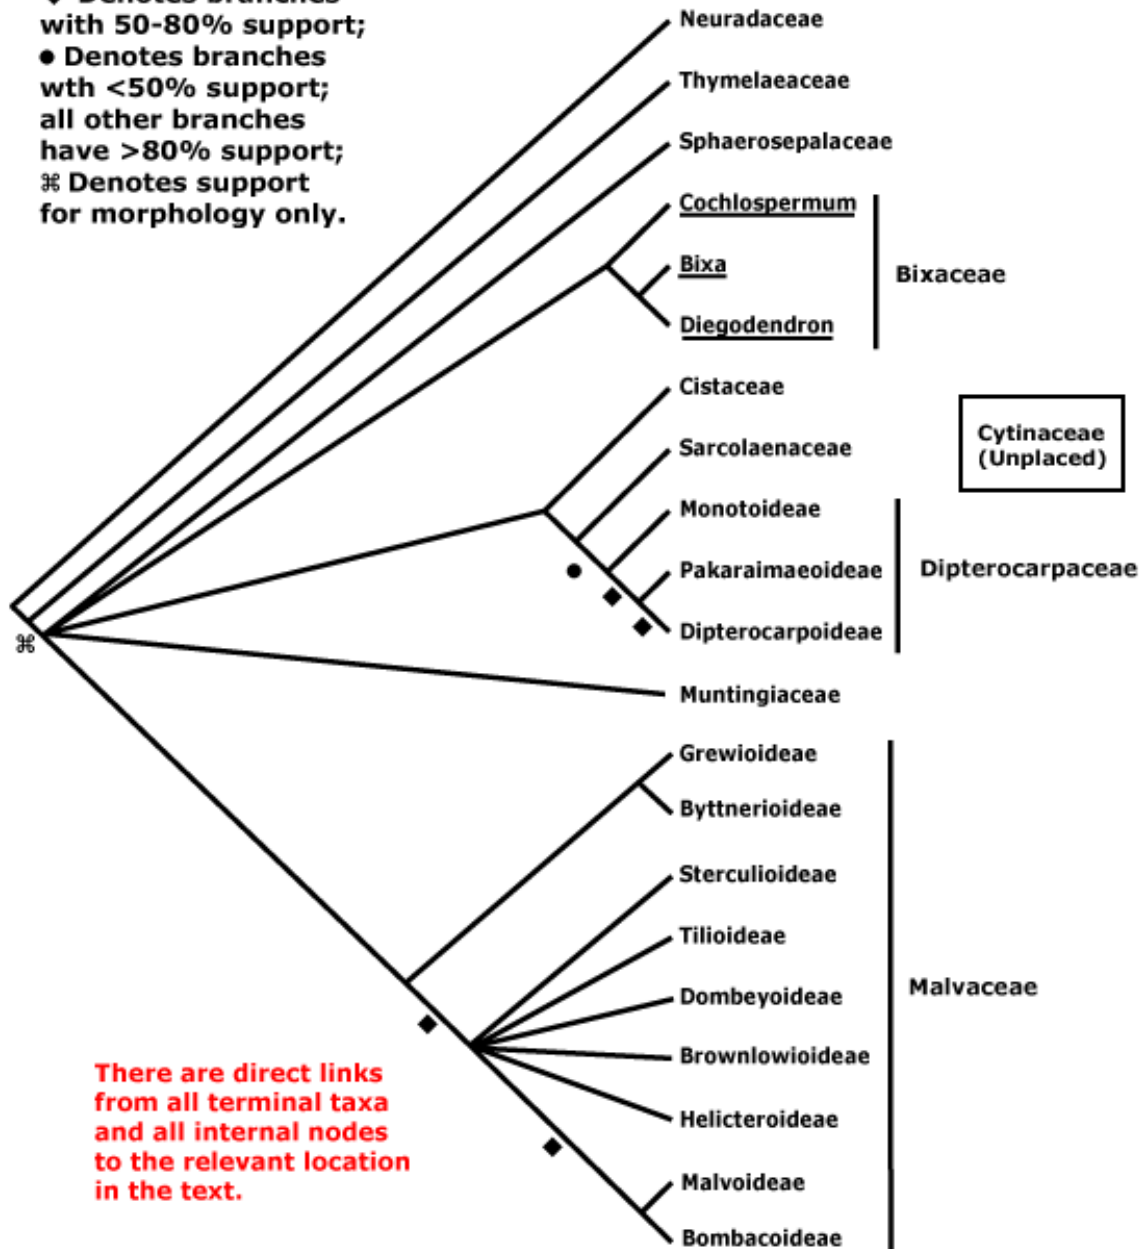 ◆ Denotes branches
with 50-80% support;
● Denotes branches
wth <50% support;
all other branches
have >80% support;
⌘ Denotes support
for morphology only.
Neuradaceae
Thymelaeaceae
Sphaerosepalaceae
Cochlospermum
Bixa
Diegodendron
Bixaceae
Cistaceae
Sarcolaenaceae
Cytinaceae
(Unplaced)
Monotoideae
Pakaraimaeoideae
Dipterocarpoideae
Dipterocarpaceae
⌘
Muntingiaceae
Grewioideae
Byttnerioideae
Sterculioideae
Tilioideae
Dombeyoideae
Brownlowioideae
Helicteroideae
Malvoideae
Bombacoideae
Malvaceae
There are direct links
from all terminal taxa
and all internal nodes
to the relevant location
in the text.